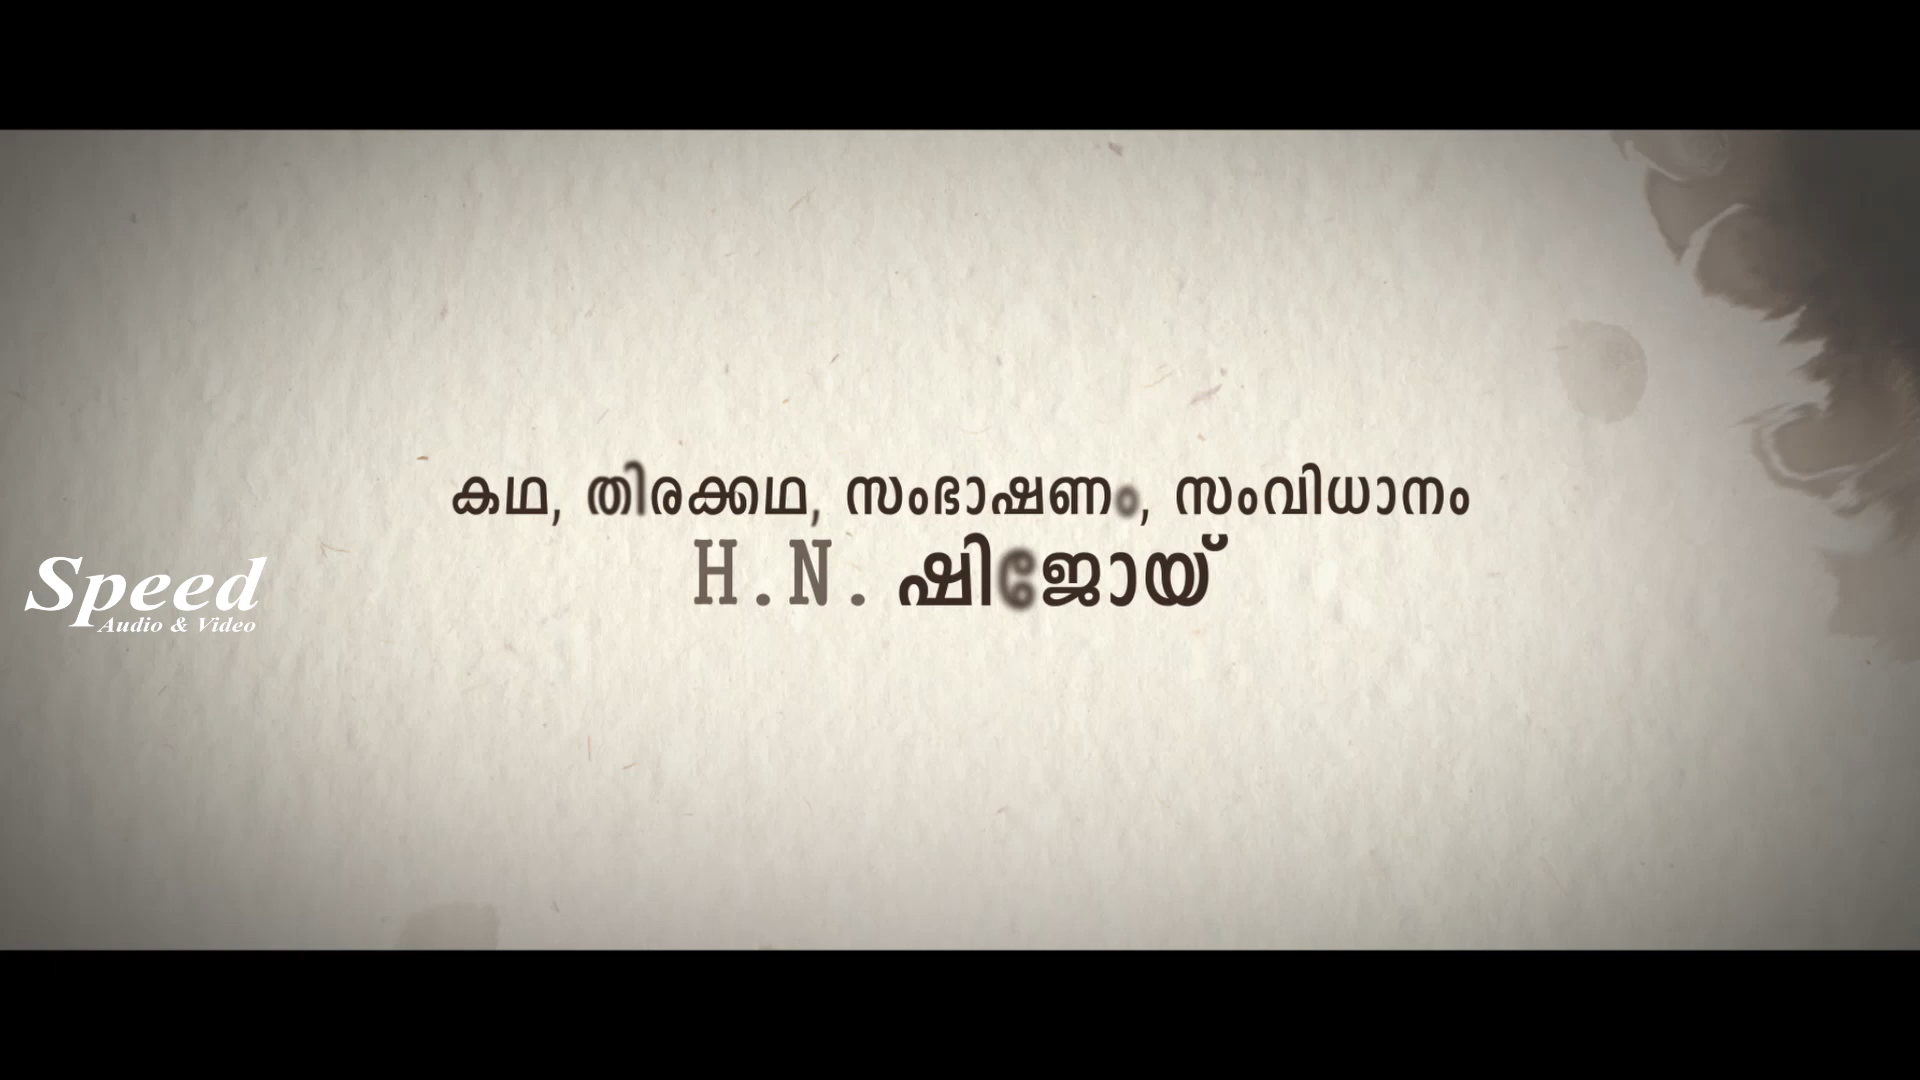 കഥ, തിരക്കഥ, സംഭാഷണം, സംവിധാനം
H.N. ഷിജോയ്
Speed
Audio & Video